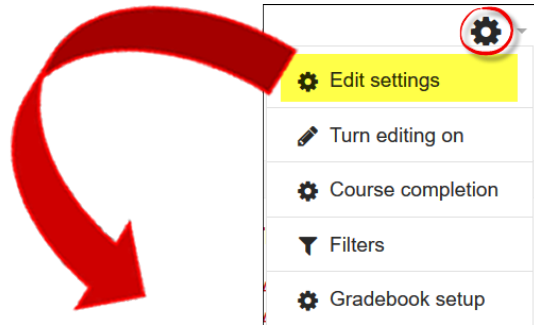 Edit settings
Turn editing on
Course completion
Filters
Gradebook setup